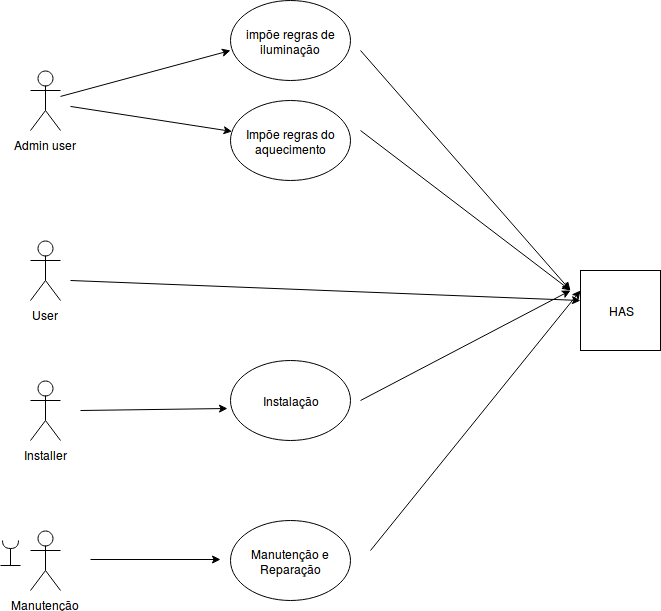 impõe regras de
iluminação
Admin user
Impõe regras do
aquecimento
User
HAS
Instalação
Installer
Manutenção e
Reparação
Manutenção